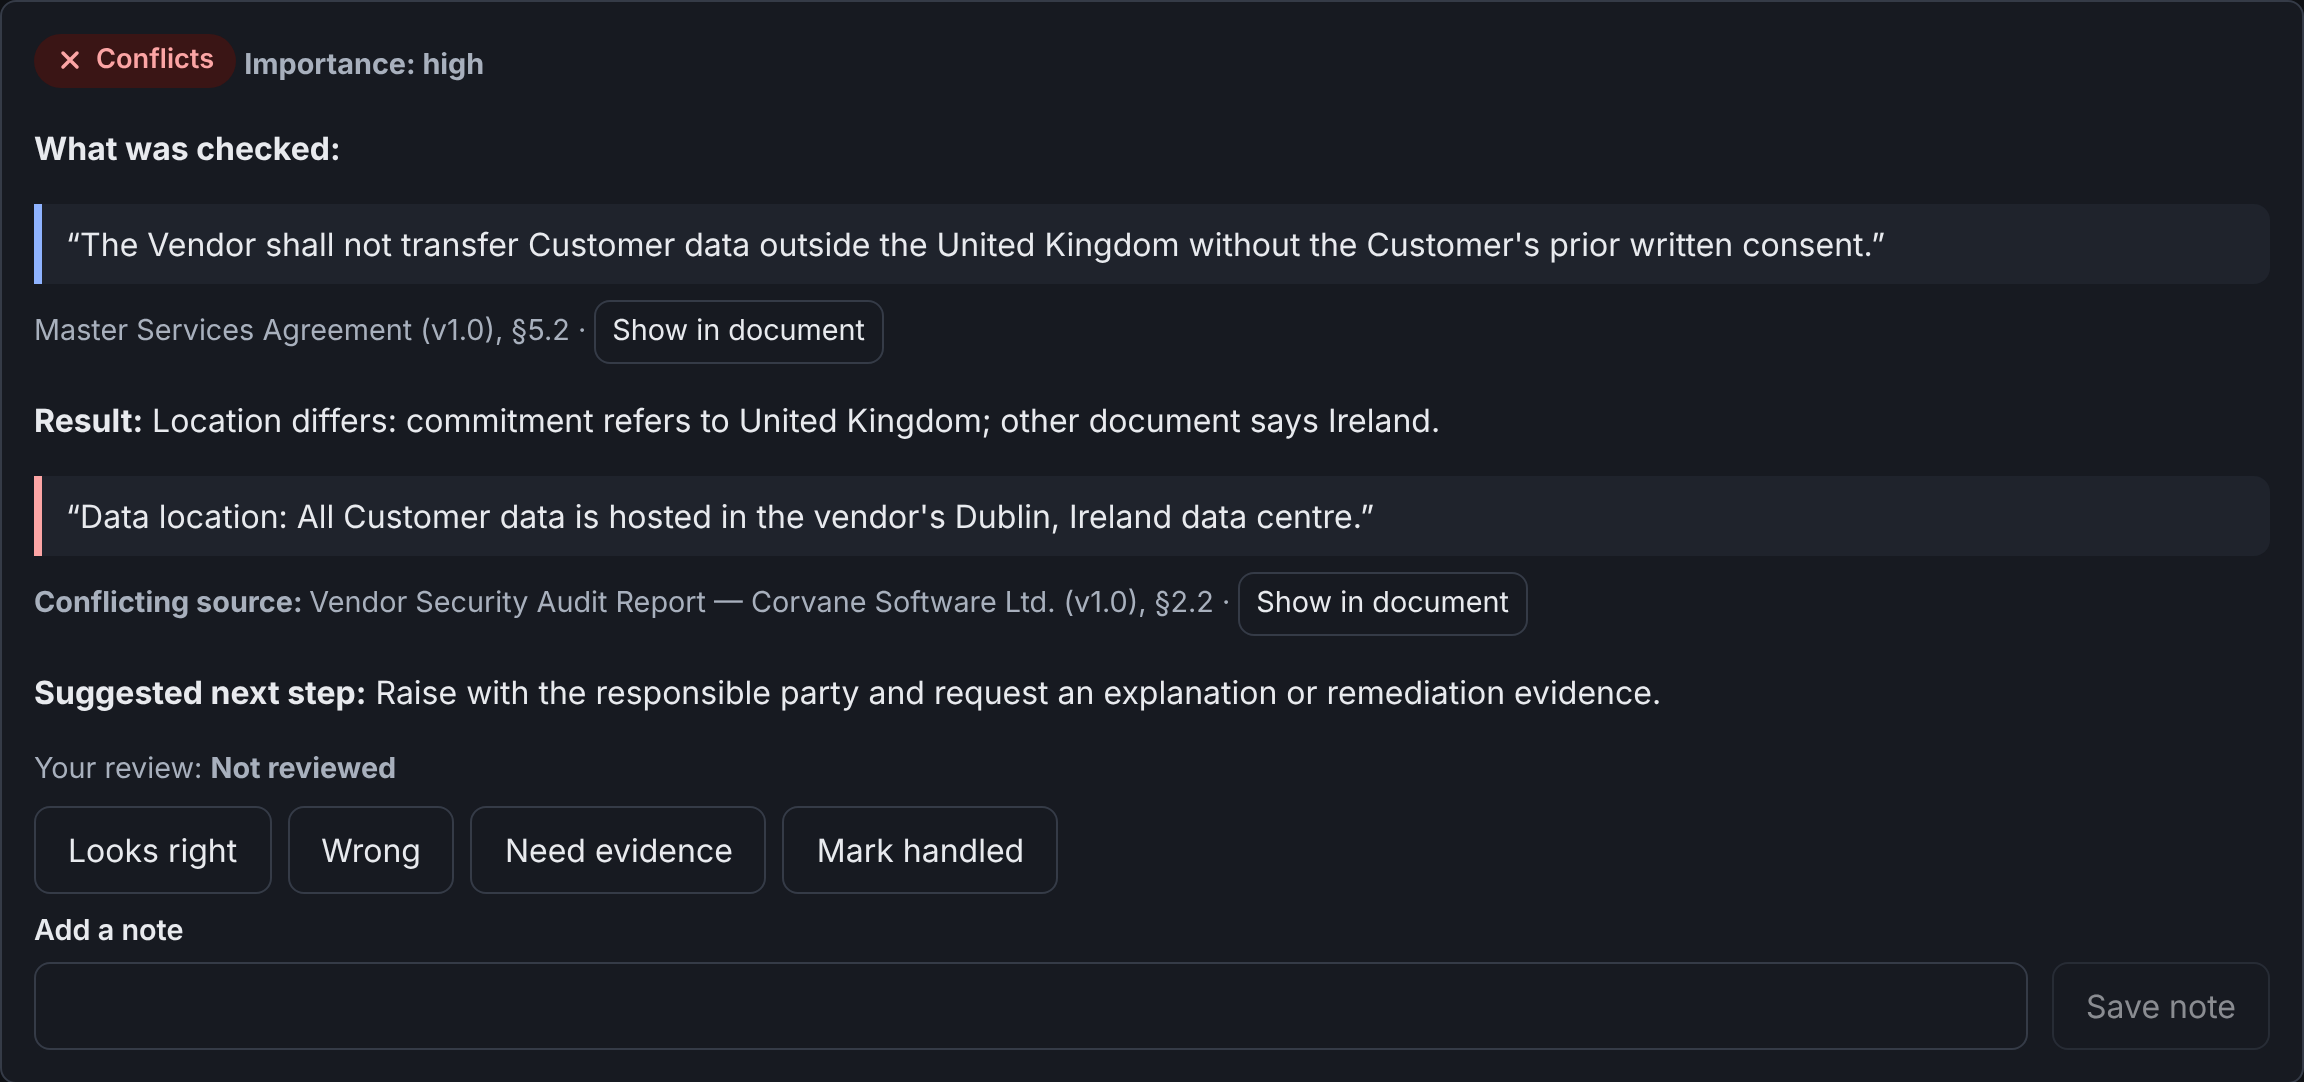 ✕ Conflicts Importance: high
What was checked:
“The Vendor shall not transfer Customer data outside the United Kingdom without the Customer's prior written consent.”
Master Services Agreement (v1.0), §5.2 · Show in document
Result: Location differs: commitment refers to United Kingdom; other document says Ireland.
“Data location: All Customer data is hosted in the vendor's Dublin, Ireland data centre.”
Conflicting source: Vendor Security Audit Report — Corvane Software Ltd. (v1.0), §2.2 · Show in document
Suggested next step: Raise with the responsible party and request an explanation or remediation evidence.
Your review: Not reviewed
Looks right Wrong Need evidence Mark handled
Add a note
Save note